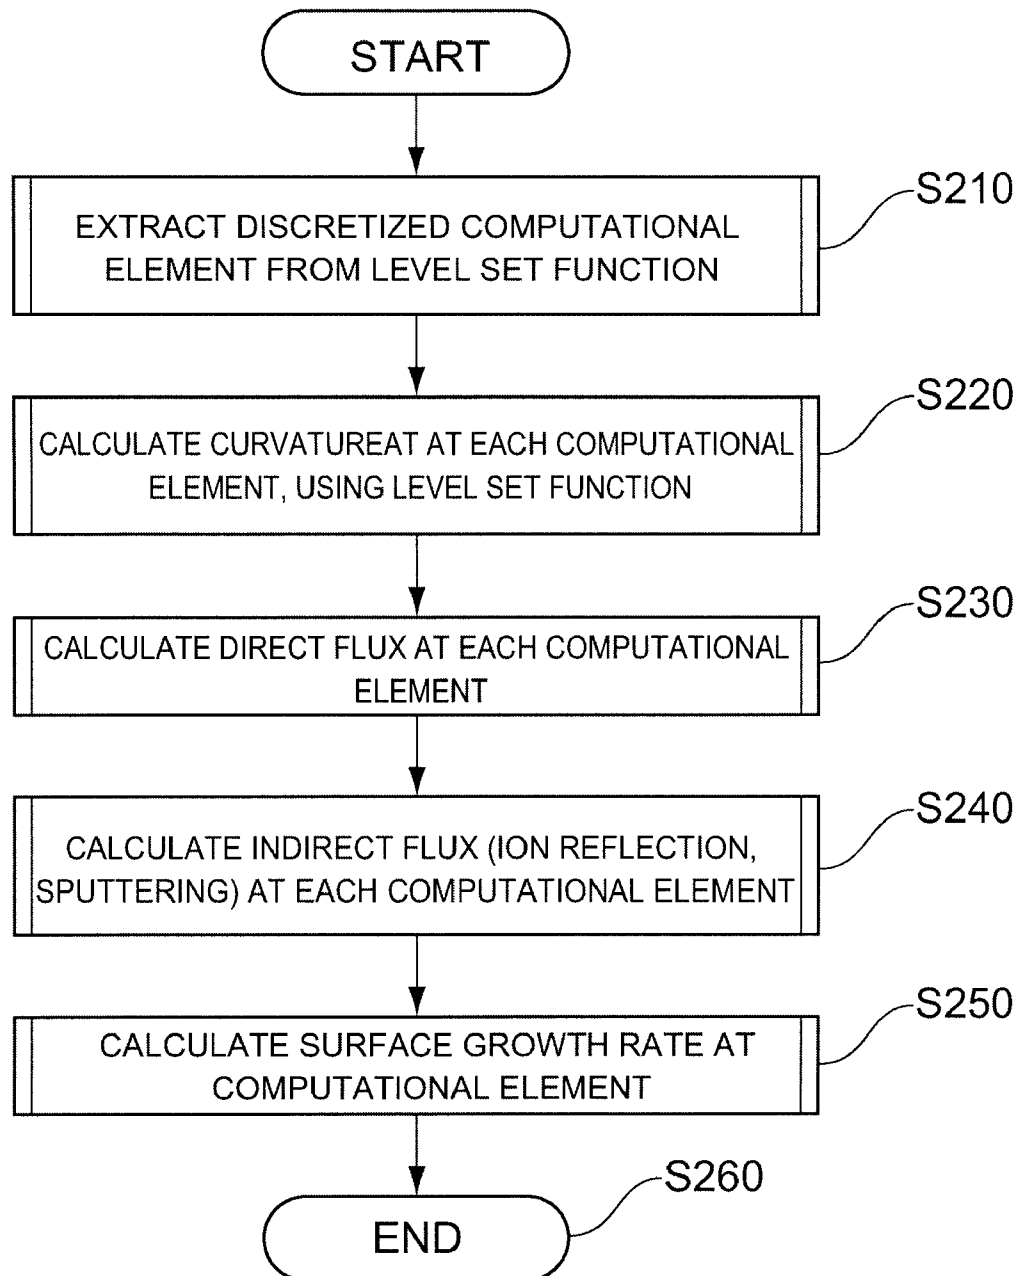 START
S210
EXTRACT DISCRETIZED COMPUTATIONAL
ELEMENT FROM LEVEL SET FUNCTION
S220
CALCULATE CURVATUREAT AT EACH COMPUTATIONAL
ELEMENT, USING LEVEL SET FUNCTION
S230
CALCULATE DIRECT FLUX AT EACH COMPUTATIONAL
ELEMENT
S240
CALCULATE INDIRECT FLUX (ION REFLECTION,
SPUTTERING) AT EACH COMPUTATIONAL ELEMENT
S250
CALCULATE SURFACE GROWTH RATE AT
COMPUTATIONAL ELEMENT
S260
END